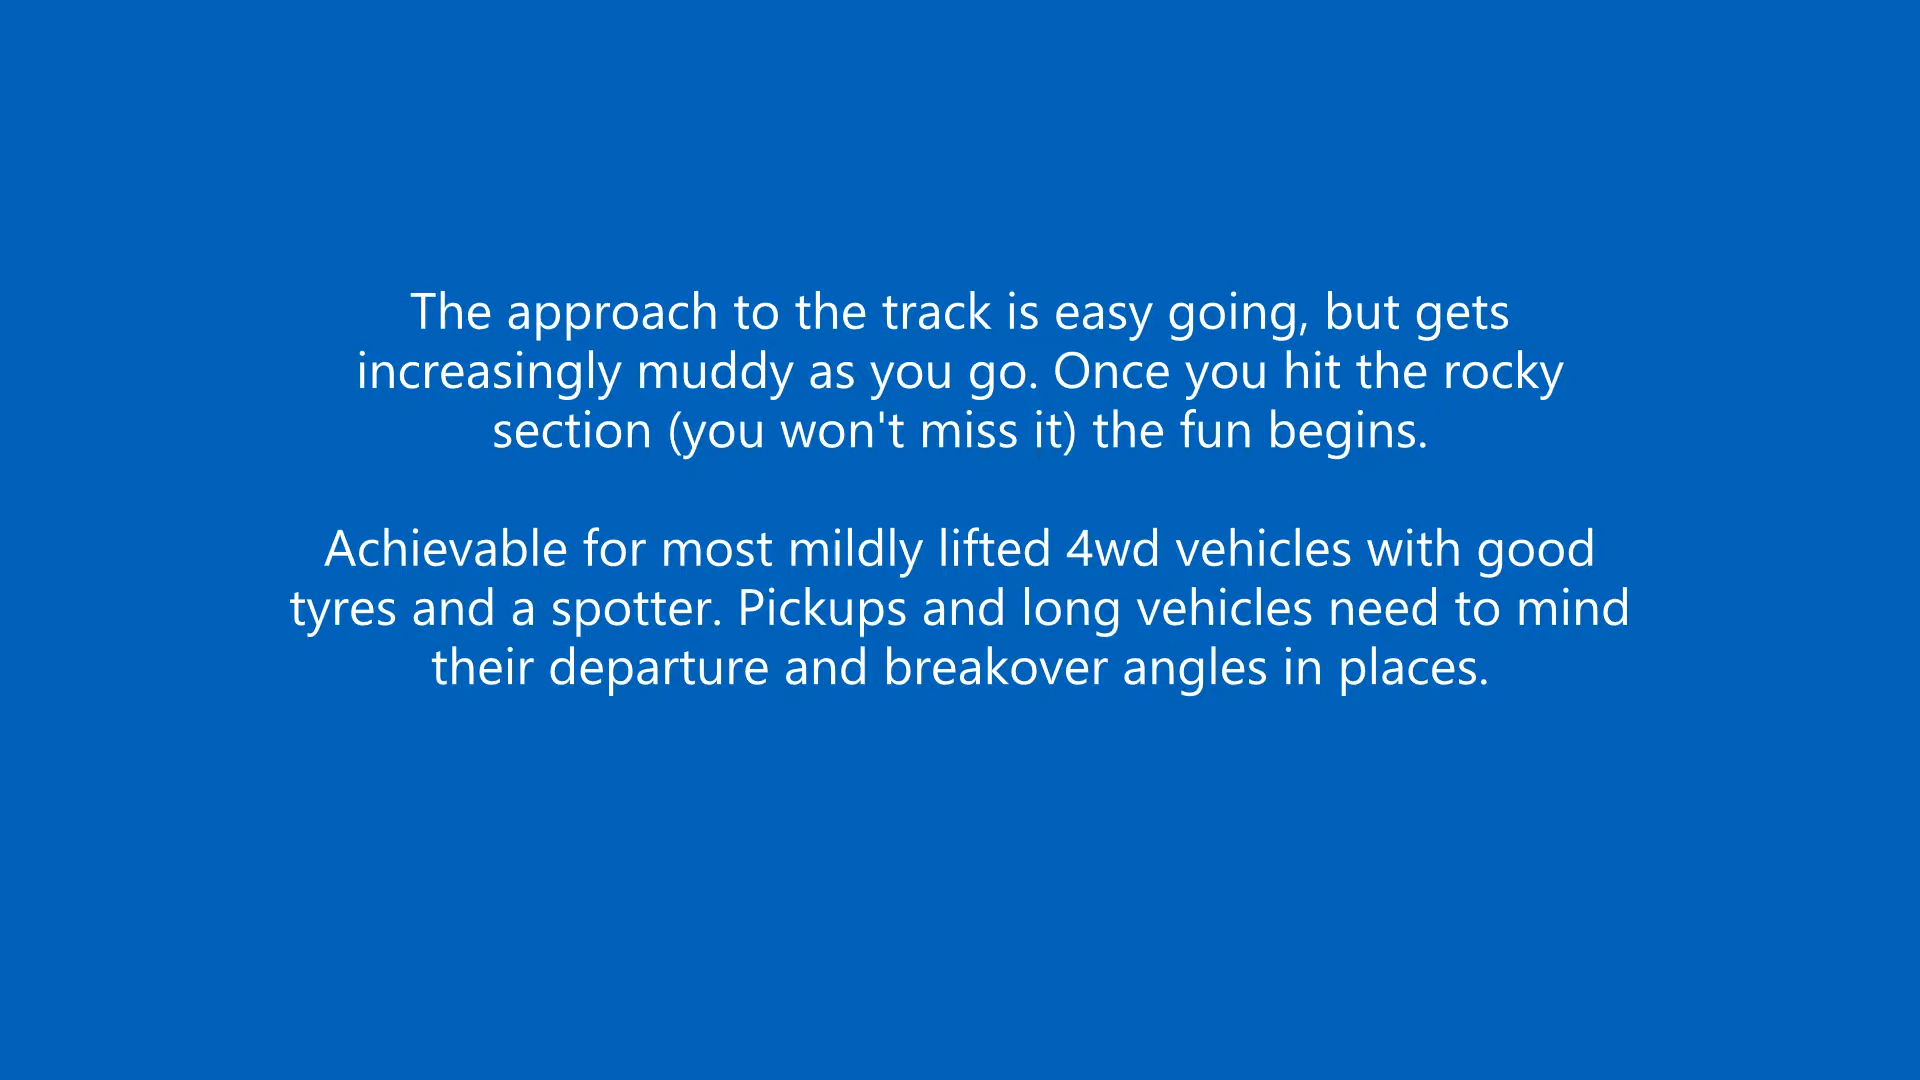 The approach to the track is easy going, but gets
increasingly muddy as you go. Once you hit the rocky
section (you won't miss it) the fun begins.
Achievable for most mildly lifted 4wd vehicles with good
tyres and a spotter. Pickups and long vehicles need to mind
their departure and breakover angles in places.